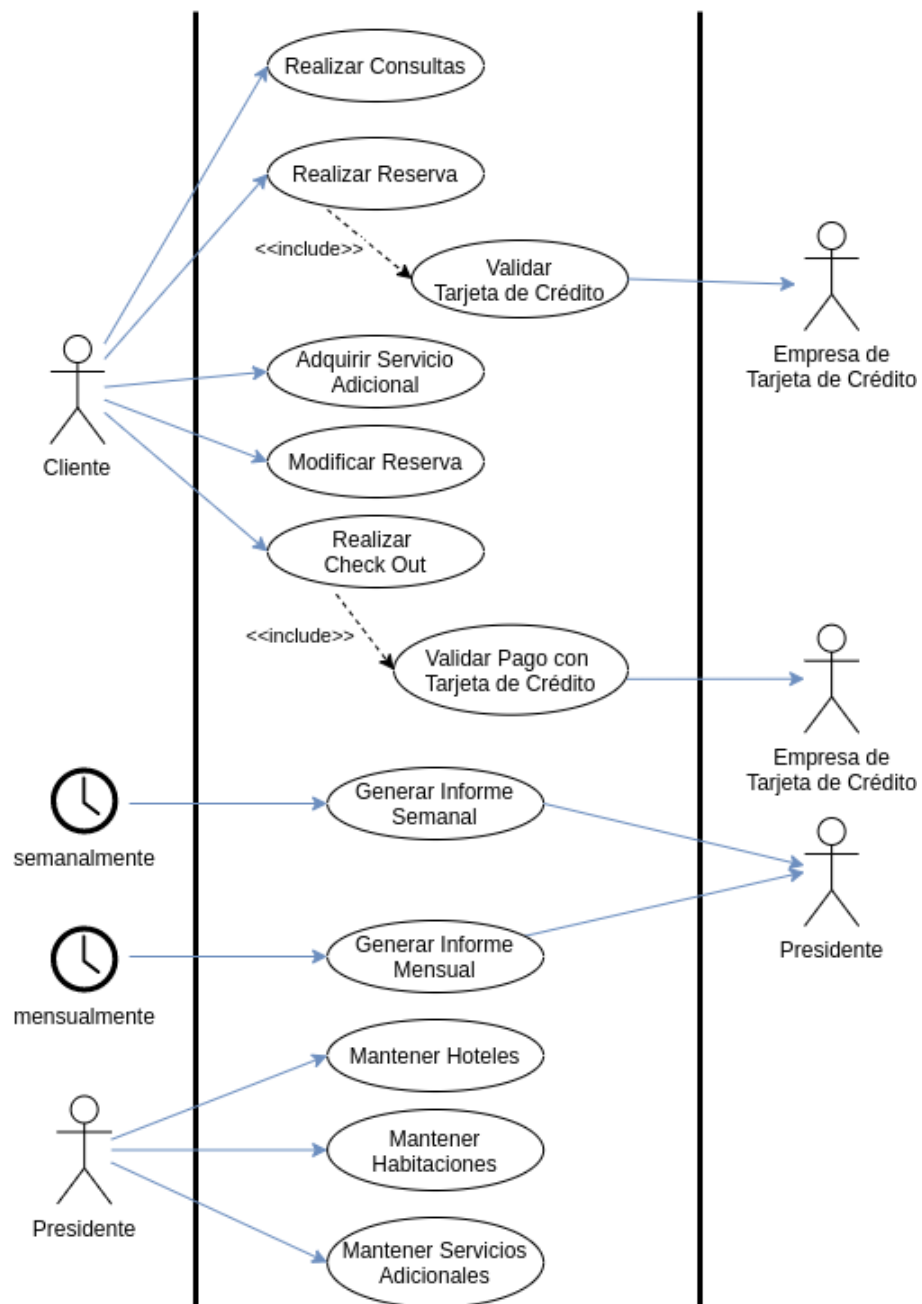 Realizar Consultas
Realizar Reserva
<<include>>
Validar
Tarjeta de Crédito
Empresa de
Tarjeta de Crédito
Adquirir Servicio
Adicional
Cliente
Modificar Reserva
Realizar
Check Out
<<include>>
Validar Pago con
Tarjeta de Crédito
Empresa de
Tarjeta de Crédito
Generar Informe
Semanal
semanalmente
Presidente
Generar Informe
Mensual
mensualmente
Mantener Hoteles
Mantener
Habitaciones
Presidente
Mantener Servicios
Adicionales